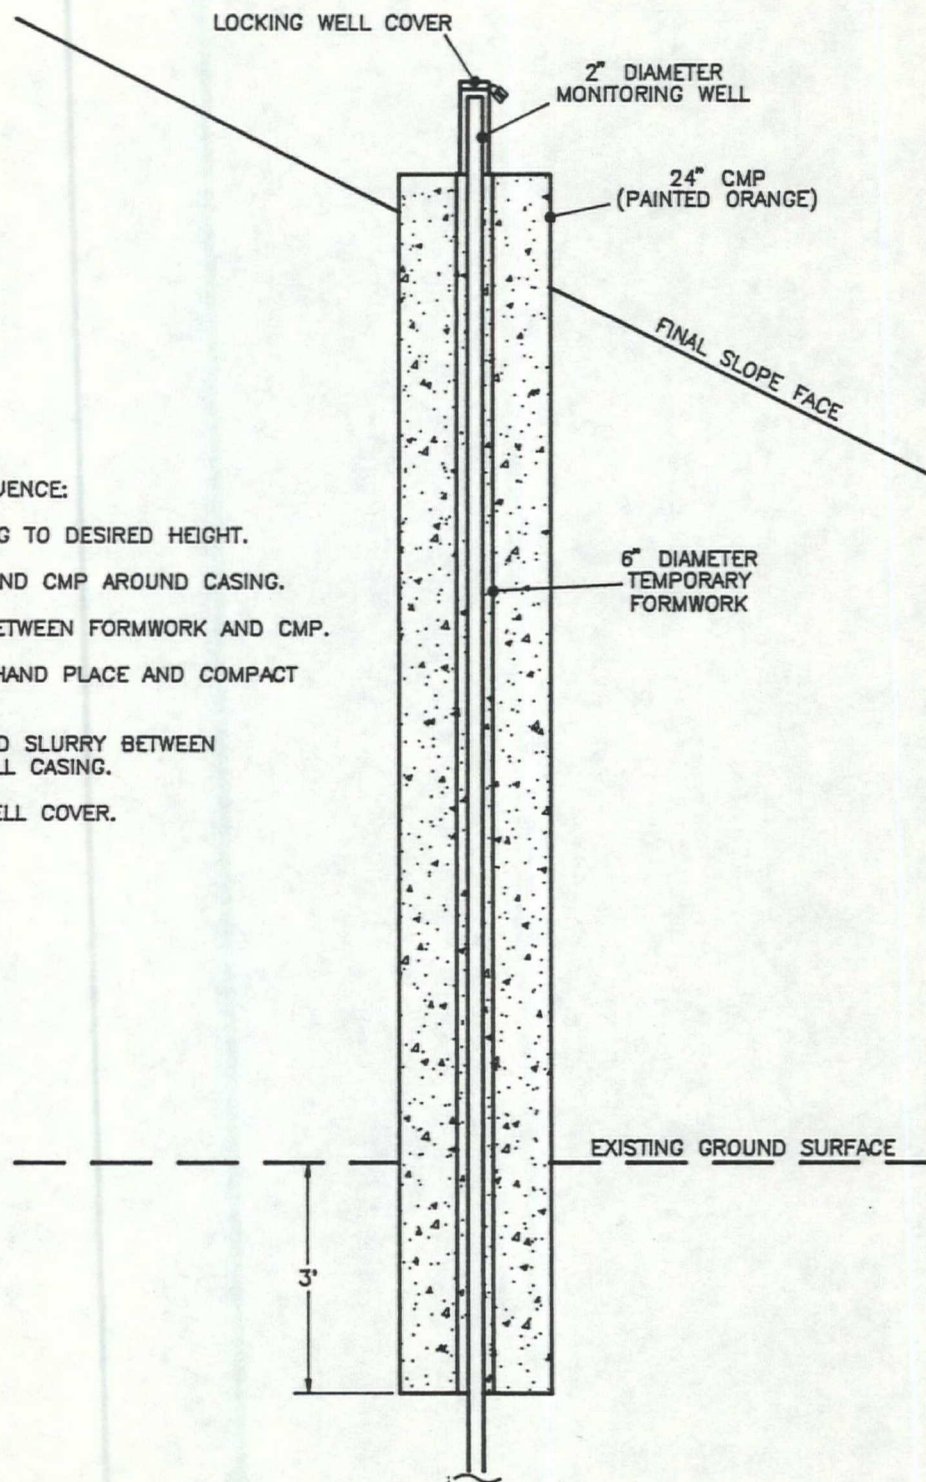 LOCKING WELL COVER
2" DIAMETER
MONITORING WELL
24" CMP
(PAINTED ORANGE)
FINAL SLOPE FACE
UENCE:
G TO DESIRED HEIGHT.
ND CMP AROUND CASING.
ETWEEN FORMWORK AND CMP.
HAND PLACE AND COMPACT
D SLURRY BETWEEN
LL CASING.
ELL COVER.
6" DIAMETER
TEMPORARY
FORMWORK
EXISTING GROUND SURFACE
3'